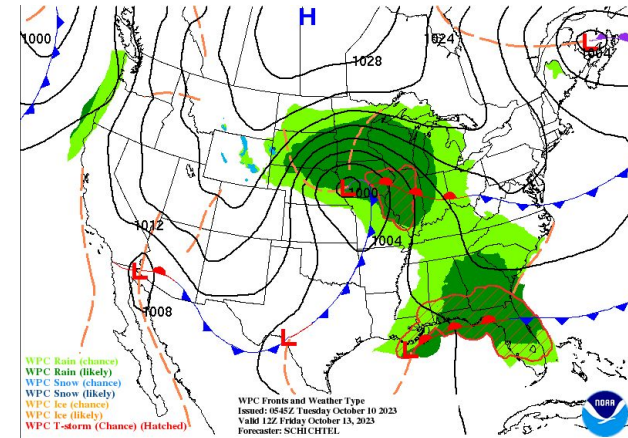 H
1000
1028
1024
L
L
1000
1004
1012
L
1008
L
L
WPC Rain (chance)
WPC Rain (likely)
WPC Snow (chance)
WPC Snow (likely)
WPC Ice (chance)
WPC Ice (likely)
WPC T-storm (Chance) (Hatched)
WPC Fronts and Weather Type
Issued: 0545Z Tuesday October 10 2023
Valid 12Z Friday October 13, 2023
Forecaster: SCHICHTEL
NOAA